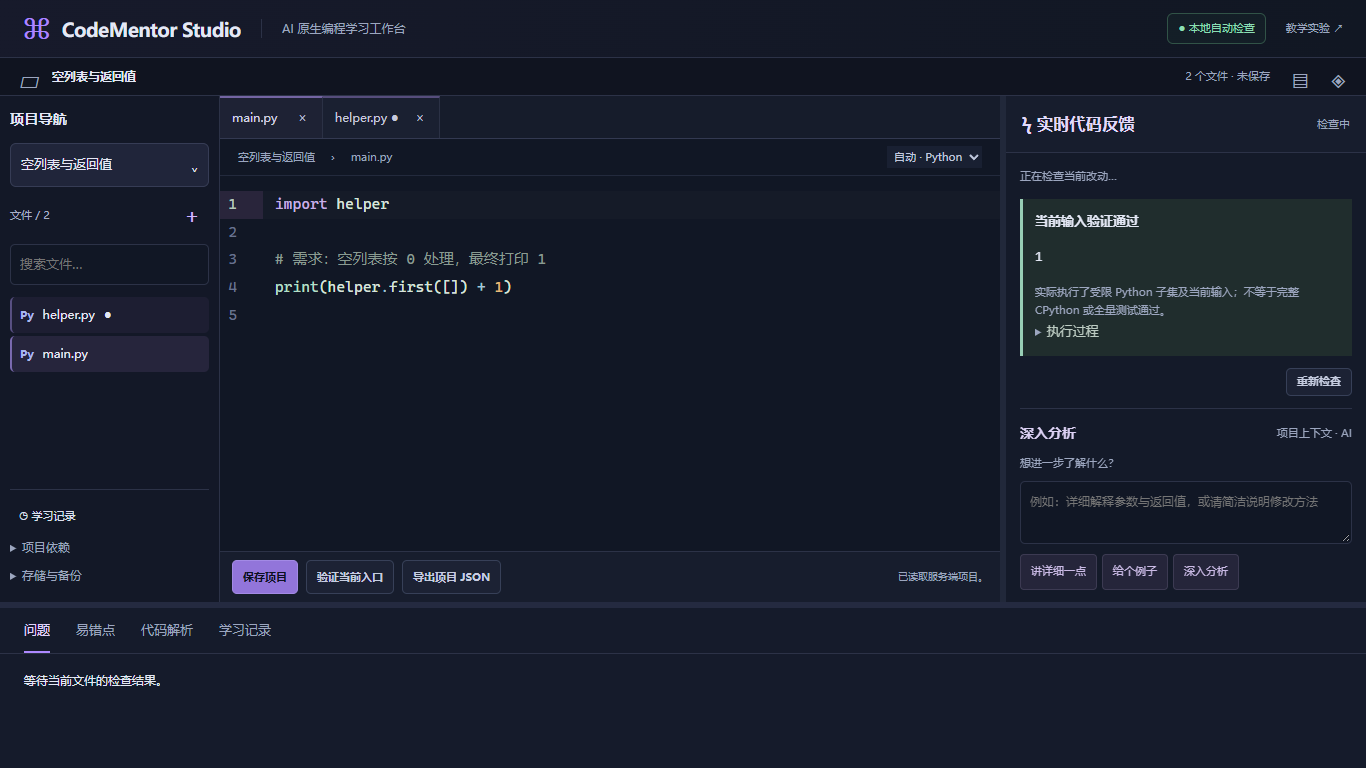 CodeMentor Studio
AI 原生编程学习工作台
● 本地自动检查
教学实验 ↗
空列表与返回值
2 个文件 · 未保存
项目导航
空列表与返回值
文件 / 2
+
搜索文件...
Py helper.py ●
Py main.py
学习记录
▸ 项目依赖
▸ 存储与备份
main.py ×
helper.py ● ×
空列表与返回值 › main.py
自动 · Python
1 import helper
2
3 # 需求: 空列表按 0 处理, 最终打印 1
4 print(helper.first([]) + 1)
5
保存项目
验证当前入口
导出项目 JSON
已读取服务端项目。
实时代码反馈
检查中
正在检查当前改动...
当前输入验证通过
1
实际执行了受限 Python 子集及当前输入；不等于完整
CPython 或全量测试通过。
▸ 执行过程
重新检查
深入分析
项目上下文 · AI
想进一步了解什么?
例如：详细解释参数与返回值，或请简洁说明修改方法
讲详细一点
给个例子
深入分析
问题
易错点
代码解析
学习记录
等待当前文件的检查结果。